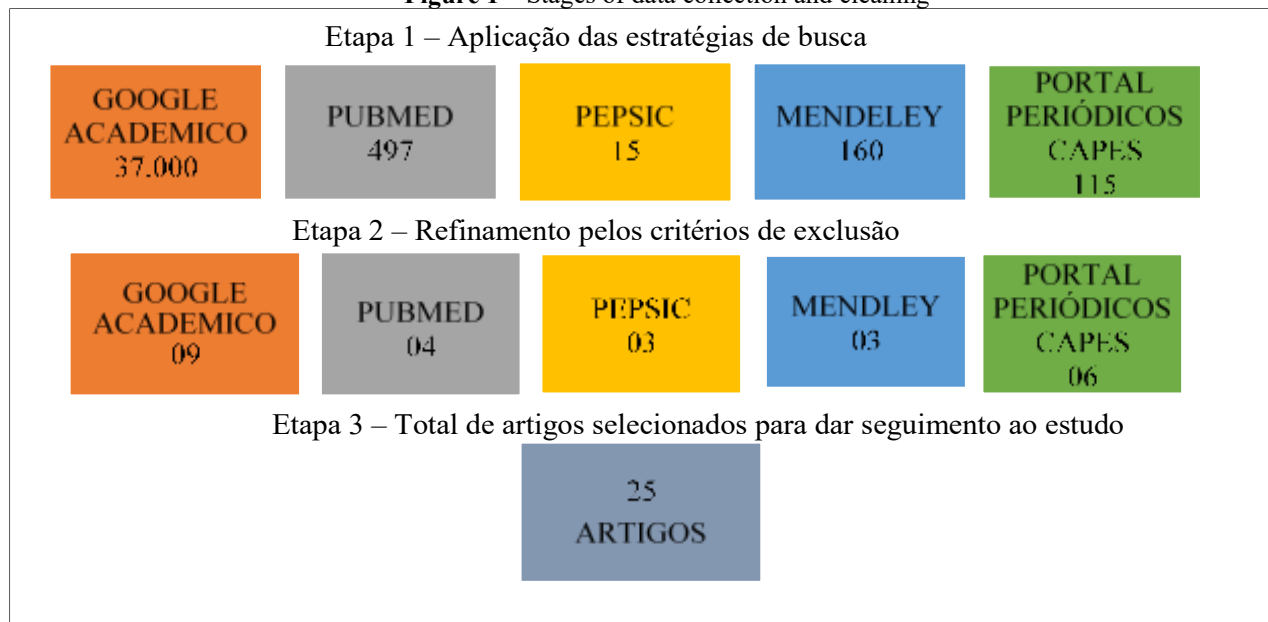 Figure 1 – Stages of data collection and cleaning
Etapa 1 – Aplicação das estratégias de busca
GOOGLE
ACADEMICO
37.000
PUBMED
497
PEPSIC
15
MENDELEY
160
PORTAL
PERIÓDICOS
CAPES
115
Etapa 2 – Refinamento pelos critérios de exclusão
GOOGLE
ACADEMICO
09
PUBMED
04
PEPSIC
03
MENDLEY
03
PORTAL
PERIÓDICOS
CAPES
06
Etapa 3 – Total de artigos selecionados para dar seguimento ao estudo
25
ARTIGOS